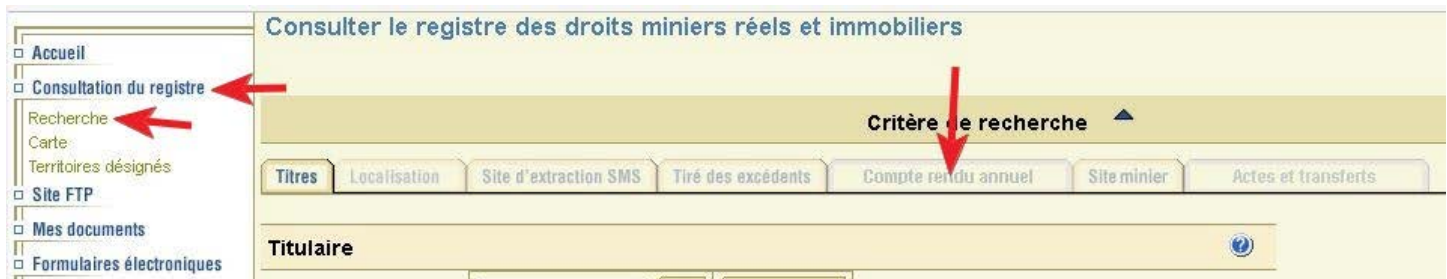 Consulter le registre des droits miniers réels et immobiliers
Accueil
Consultation du registre
Recherche
Carte
Territoires désignés
Site FTP
Mes documents
Formulaires électroniques
Critère de recherche
Titres Localisation Site d'extraction SMS Tiré des excédents Compte rendu annuel Site minier Actes et transferts
Titulaire